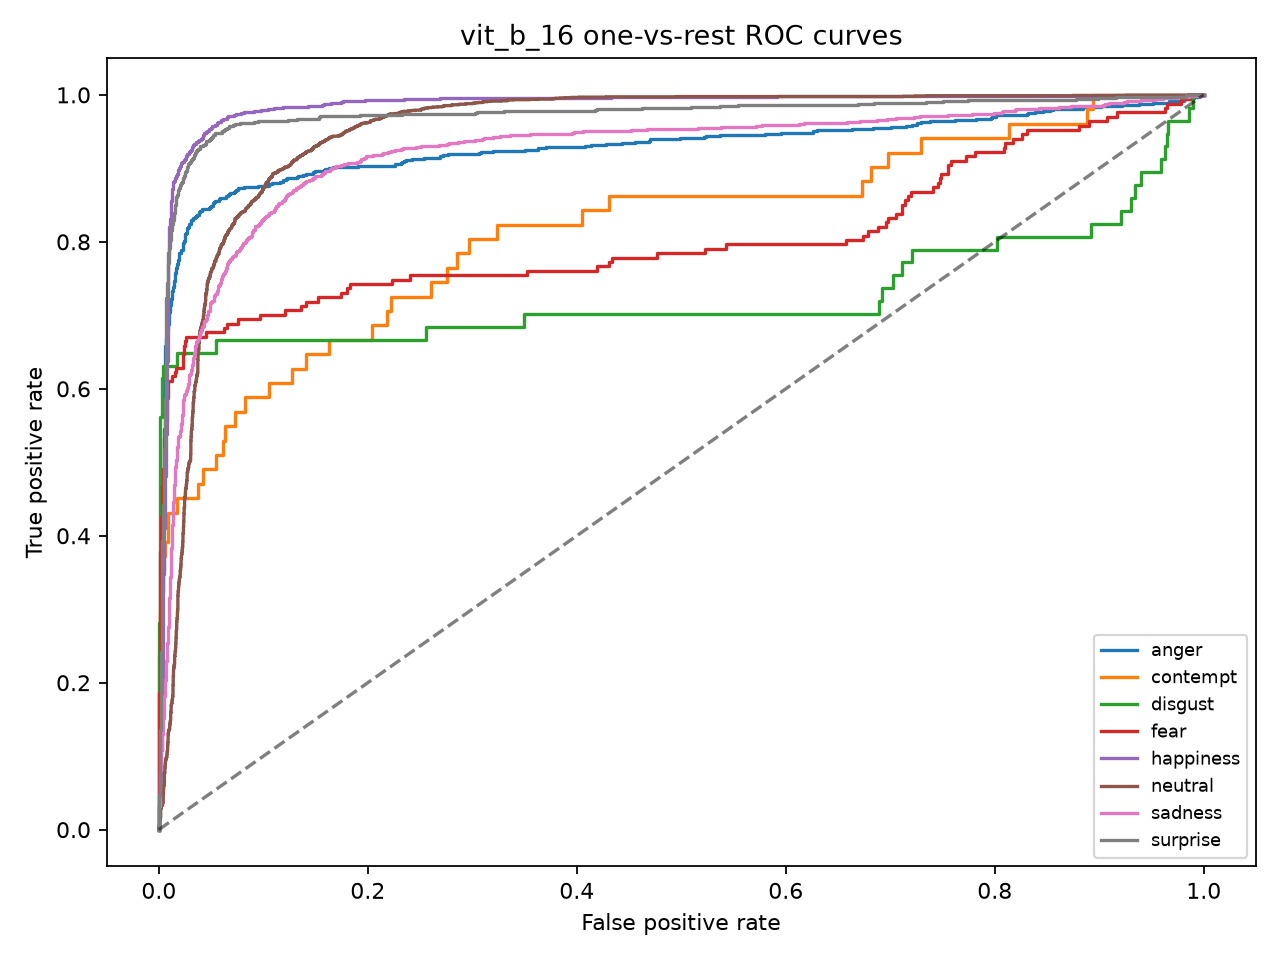 vit_b_16 one-vs-rest ROC curves
True positive rate
1.0
0.8
0.6
0.4
0.2
0.0
0.0 0.2 0.4 0.6 0.8 1.0
False positive rate
anger
contempt
disgust
fear
happiness
neutral
sadness
surprise